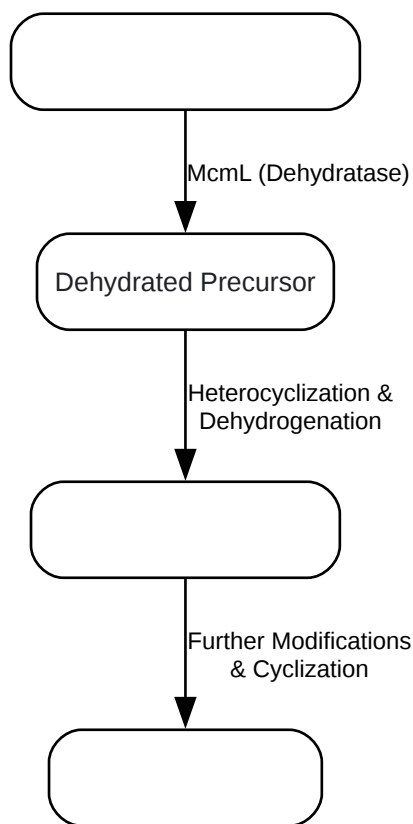 McmL (Dehydratase)
Dehydrated Precursor
Heterocyclization &
Dehydrogenation
Further Modifications
& Cyclization